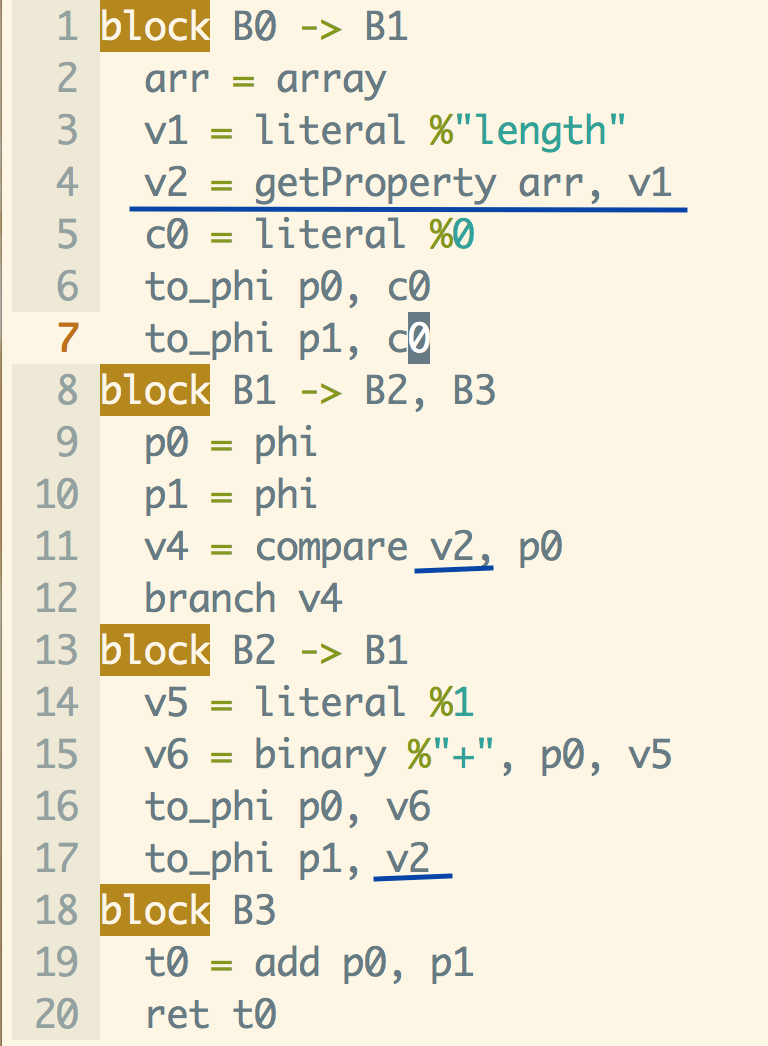 1 block B0 -> B1
2 arr = array
3 v1 = literal %"length"
4 v2 = getProperty arr, v1
5 c0 = literal %0
6 to_phi p0, c0
7 to_phi p1, c0
8 block B1 -> B2, B3
9 p0 = phi
10 p1 = phi
11 v4 = compare v2, p0
12 branch v4
13 block B2 -> B1
14 v5 = literal %1
15 v6 = binary %"+", p0, v5
16 to_phi p0, v6
17 to_phi p1, v2
18 block B3
19 t0 = add p0, p1
20 ret t0